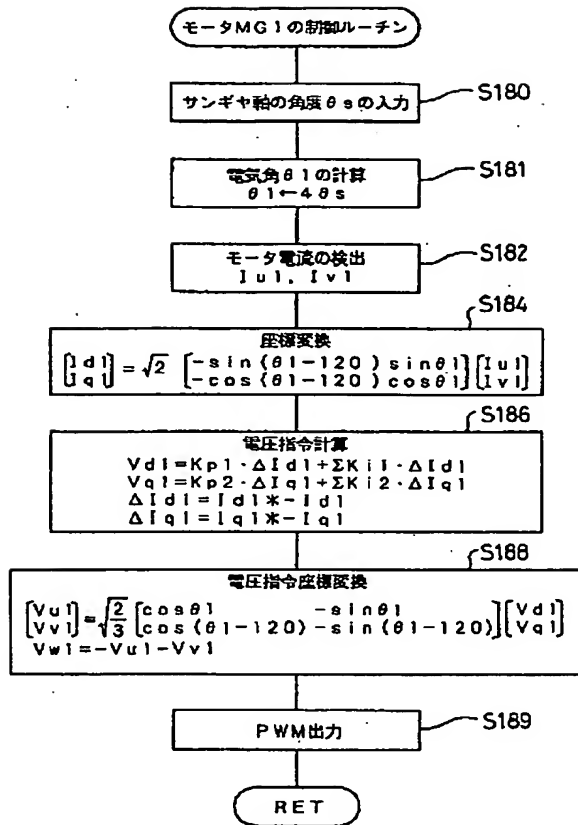 モータMG1の制御ルーチン
S180
サンギヤ軸の角度θsの入力
S181
電気角θ1の計算
θ1←4θs
S182
モータ電流の検出
Iu1, Iv1
S184
座標変換
[Id1] = √2 [-sin(θ1-120) sinθ1][Iu1]
[Iq1] [-cos(θ1-120) cosθ1][Iv1]
S186
電圧指令計算
Vd1=Kp1・ΔId1+ΣKi1・ΔId1
Vq1=Kp2・ΔIq1+ΣKi2・ΔIq1
ΔId1=Id1*-Id1
ΔIq1=Iq1*-Iq1
S188
電圧指令座標変換
[Vu1]=√2/3 [cosθ1 -sinθ1][Vd1]
[Vv1] [cos(θ1-120) -sin(θ1-120)][Vq1]
Vw1=-Vu1-Vv1
S189
PWM出力
RET